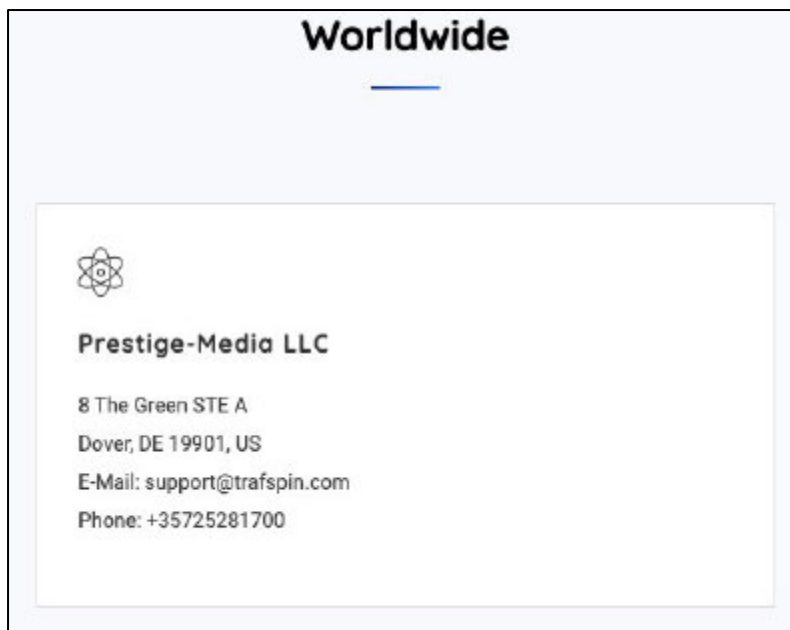 Worldwide
Prestige-Media LLC
8 The Green STE A
Dover, DE 19901, US
E-Mail: support@trafspin.com
Phone: +35725281700